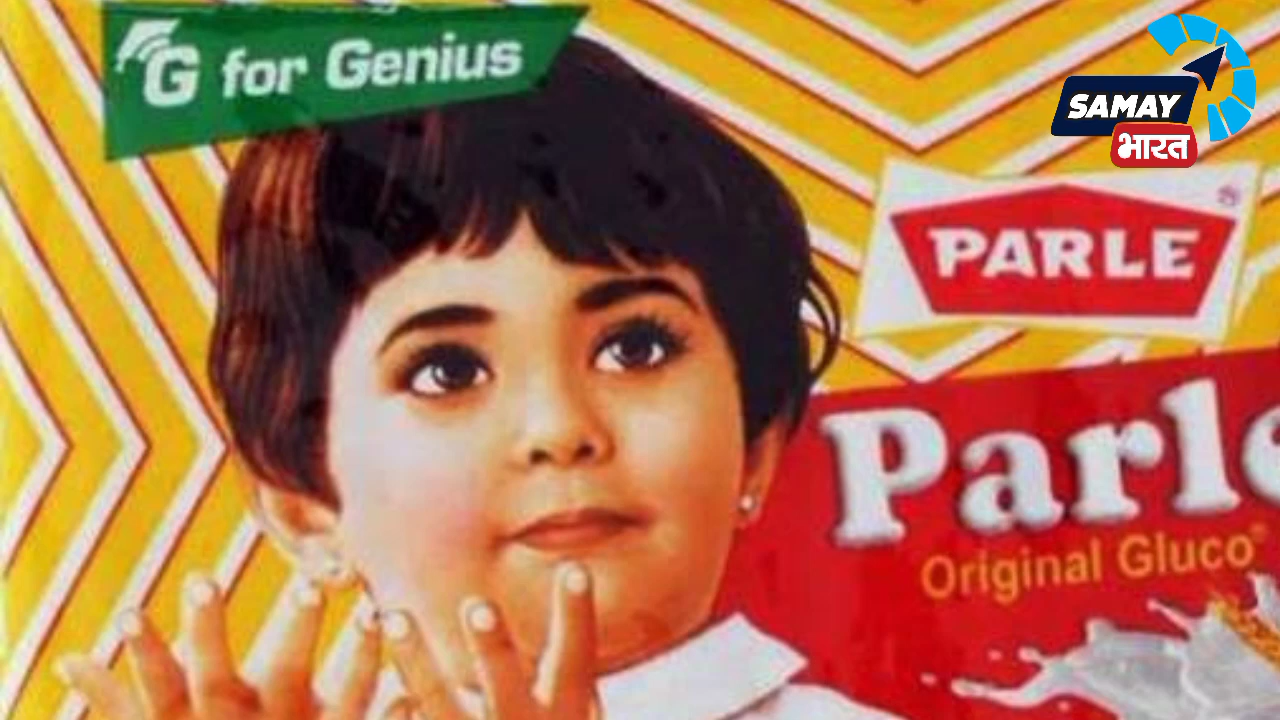 G for Genius
SAMAY
भारत
PARLE
Parle
Original Gluco